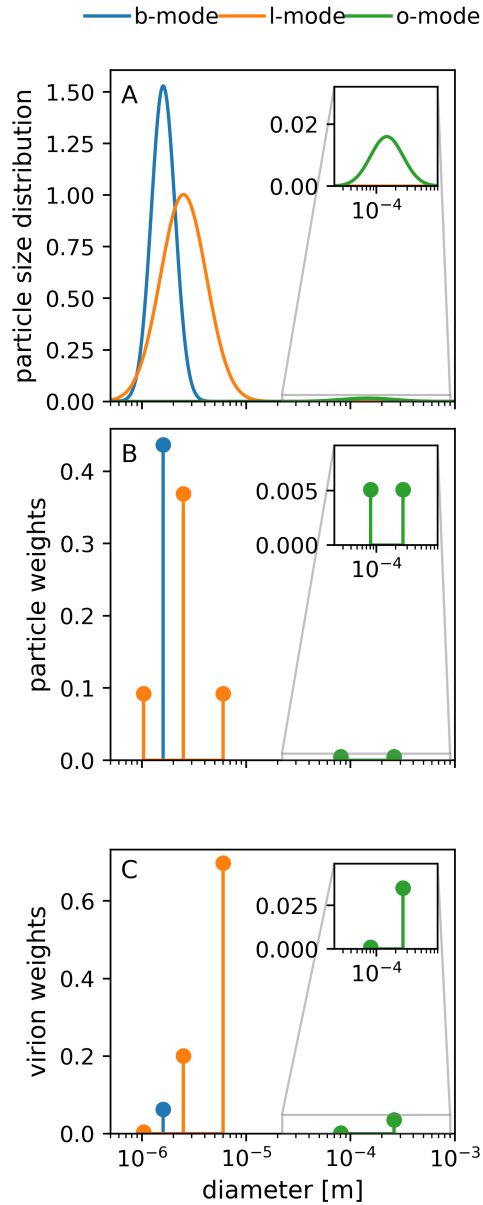 b-mode l-mode o-mode
A
particle size distribution
1.50
1.25
1.00
0.75
0.50
0.25
0.00
0.02
0.00
10⁻⁴
B
particle weights
0.4
0.3
0.2
0.1
0.0
0.005
0.000
10⁻⁴
C
virion weights
0.6
0.4
0.2
0.0
0.025
0.000
10⁻⁴
10⁻⁶ 10⁻⁵ 10⁻⁴ 10⁻³
diameter [m]